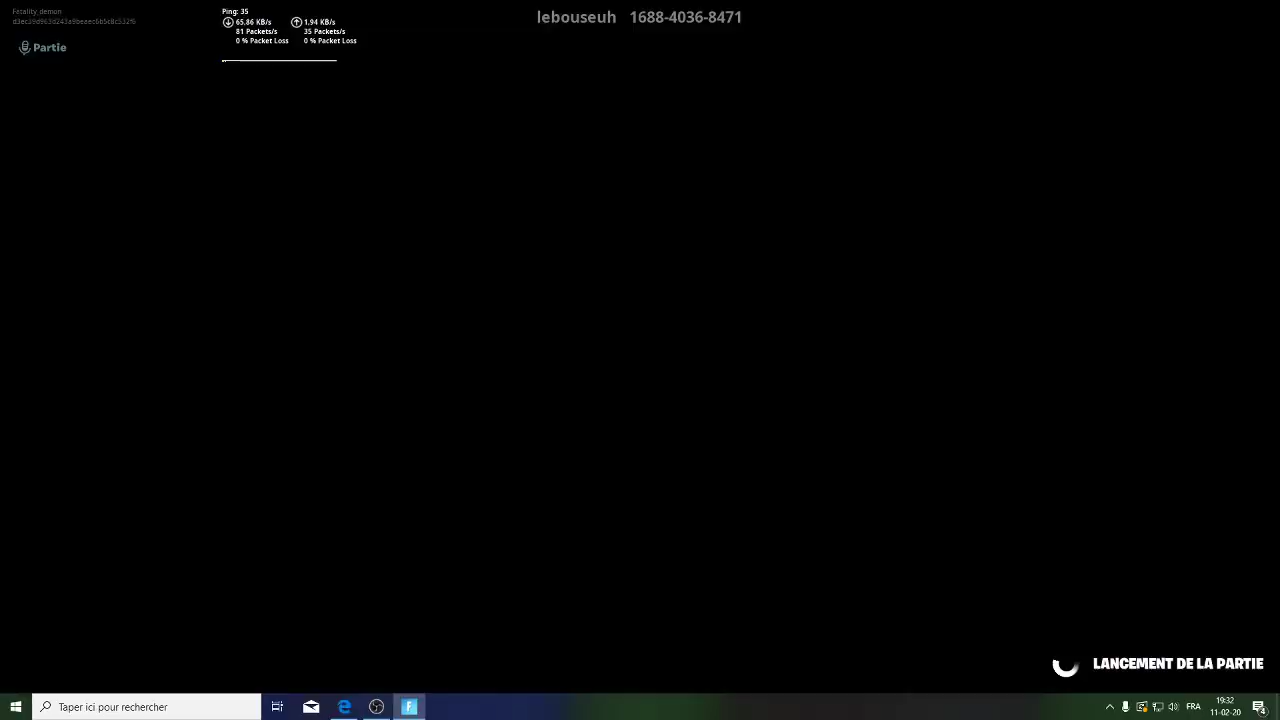 Fatality_demon
Partie
Ping: 35
65.86 KB/s 1.94 KB/s
81 Packets/s 35 Packets/s
0 % Packet Loss 0 % Packet Loss
lebouseuh 1688-4036-8471
LANCEMENT DE LA PARTIE
Taper ici pour rechercher
FRA
19:32
11-02-20